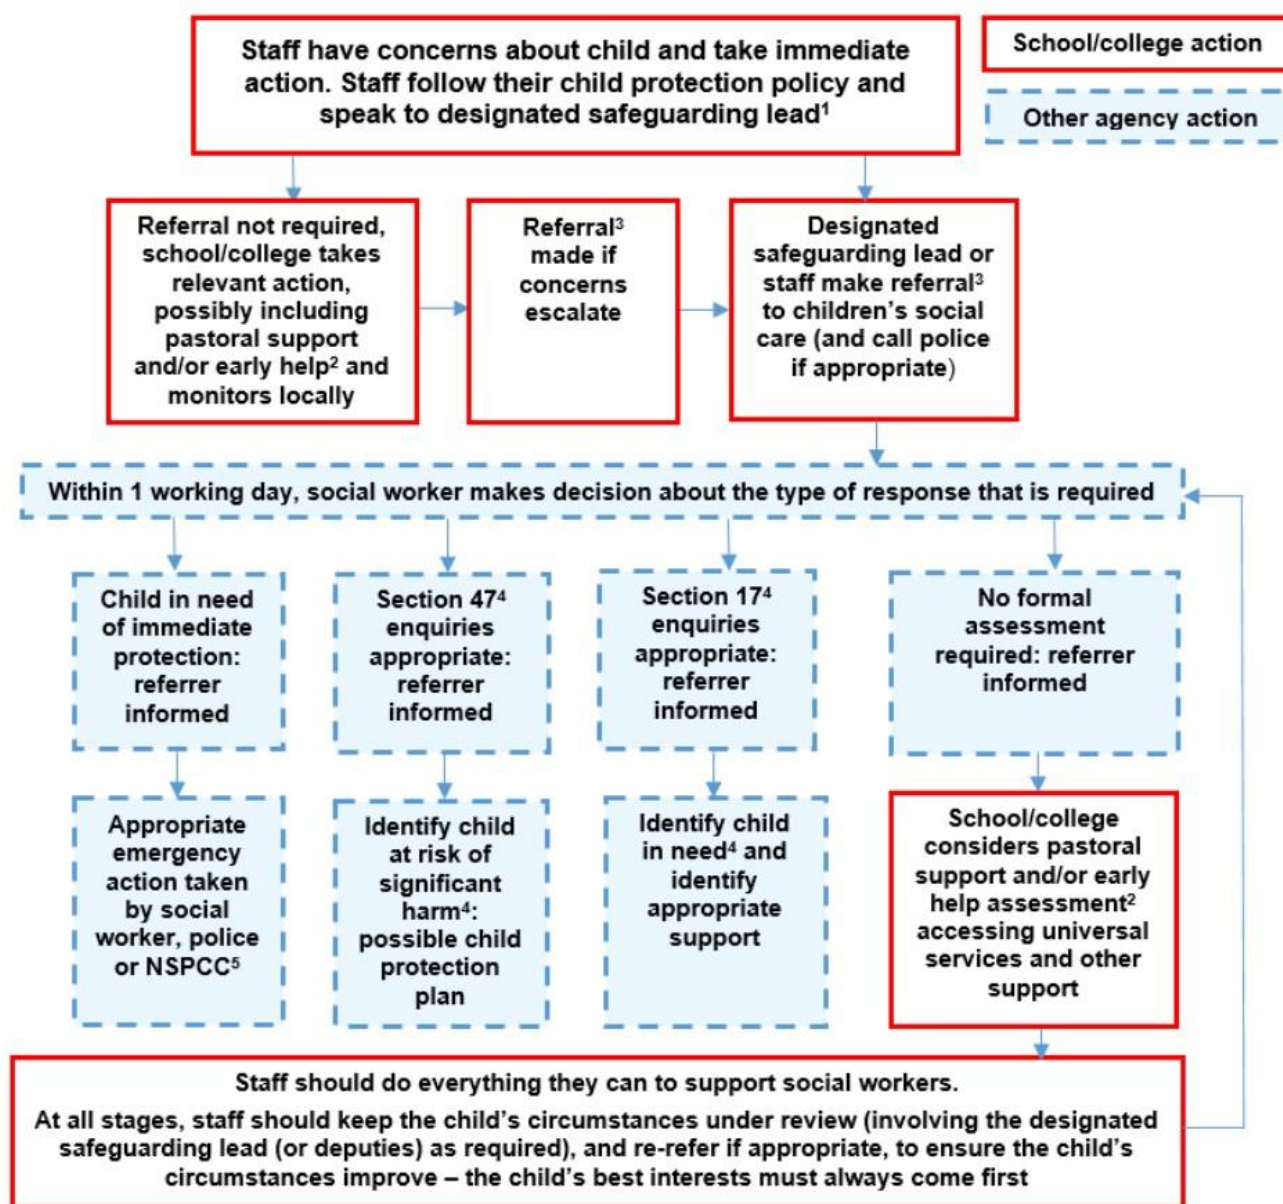 Staff have concerns about child and take immediate
action. Staff follow their child protection policy and
speak to designated safeguarding lead¹
School/college action
Other agency action
Referral not required,
school/college takes
relevant action,
possibly including
pastoral support
and/or early help² and
monitors locally
Referral³
made if
concerns
escalate
Designated
safeguarding lead or
staff make referral³
to children’s social
care (and call police
if appropriate)
Within 1 working day, social worker makes decision about the type of response that is required
Child in need
of immediate
protection:
referrer
informed
Section 47⁴
enquiries
appropriate:
referrer
informed
Section 17⁴
enquiries
appropriate:
referrer
informed
No formal
assessment
required: referrer
informed
Appropriate
emergency
action taken
by social
worker, police
or NSPCC⁵
Identify child
at risk of
significant
harm⁴:
possible child
protection
plan
Identify child
in need⁴ and
identify
appropriate
support
School/college
considers pastoral
support and/or early
help assessment²
accessing universal
services and other
support
Staff should do everything they can to support social workers.
At all stages, staff should keep the child’s circumstances under review (involving the designated
safeguarding lead (or deputies) as required), and re-refer if appropriate, to ensure the child’s
circumstances improve – the child’s best interests must always come first